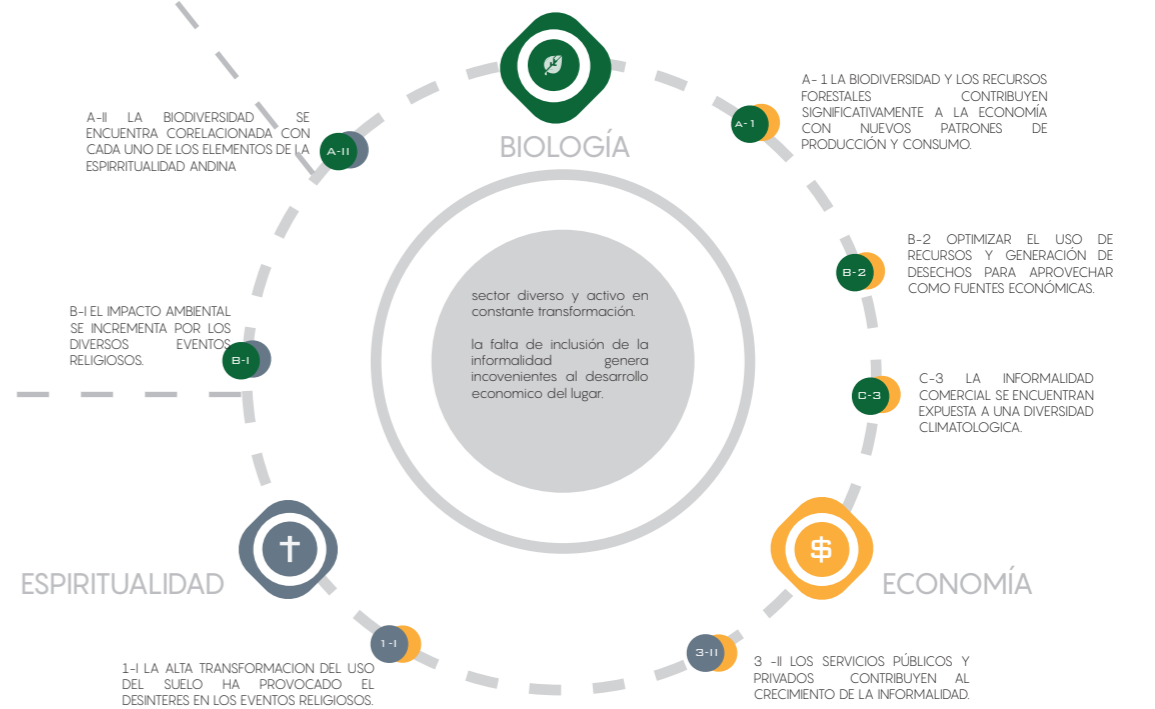 BIOLOGÍA
A-II LA BIODIVERSIDAD SE
ENCUENTRA CORELACIONADA CON
CADA UNO DE LOS ELEMENTOS DE LA
ESPIRRITUALIDAD ANDINA
A-II
A-1
A- 1 LA BIODIVERSIDAD Y LOS RECURSOS
FORESTALES CONTRIBUYEN
SIGNIFICATIVAMENTE A LA ECONOMÍA
CON NUEVOS PATRONES DE
PRODUCCIÓN Y CONSUMO.
B-2
B-2 OPTIMIZAR EL USO DE
RECURSOS Y GENERACIÓN DE
DESECHOS PARA APROVECHAR
COMO FUENTES ECONÓMICAS.
B-I EL IMPACTO AMBIENTAL
SE INCREMENTA POR LOS
DIVERSOS EVENTOS
RELIGIOSOS.
B-I
sector diverso y activo en
constante transformación.
la falta de inclusión de la
informalidad genera
incovenientes al desarrollo
economico del lugar.
C-3
C-3 LA INFORMALIDAD
COMERCIAL SE ENCUENTRAN
EXPUESTA A UNA DIVERSIDAD
CLIMATOLOGICA.
$
ESPIRITUALIDAD
ECONOMÍA
1-I
1-I LA ALTA TRANSFORMACION DEL USO
DEL SUELO HA PROVOCADO EL
DESINTERES EN LOS EVENTOS RELIGIOSOS.
3-II
3 -II LOS SERVICIOS PÚBLICOS Y
PRIVADOS CONTRIBUYEN AL
CRECIMIENTO DE LA INFORMALIDAD.